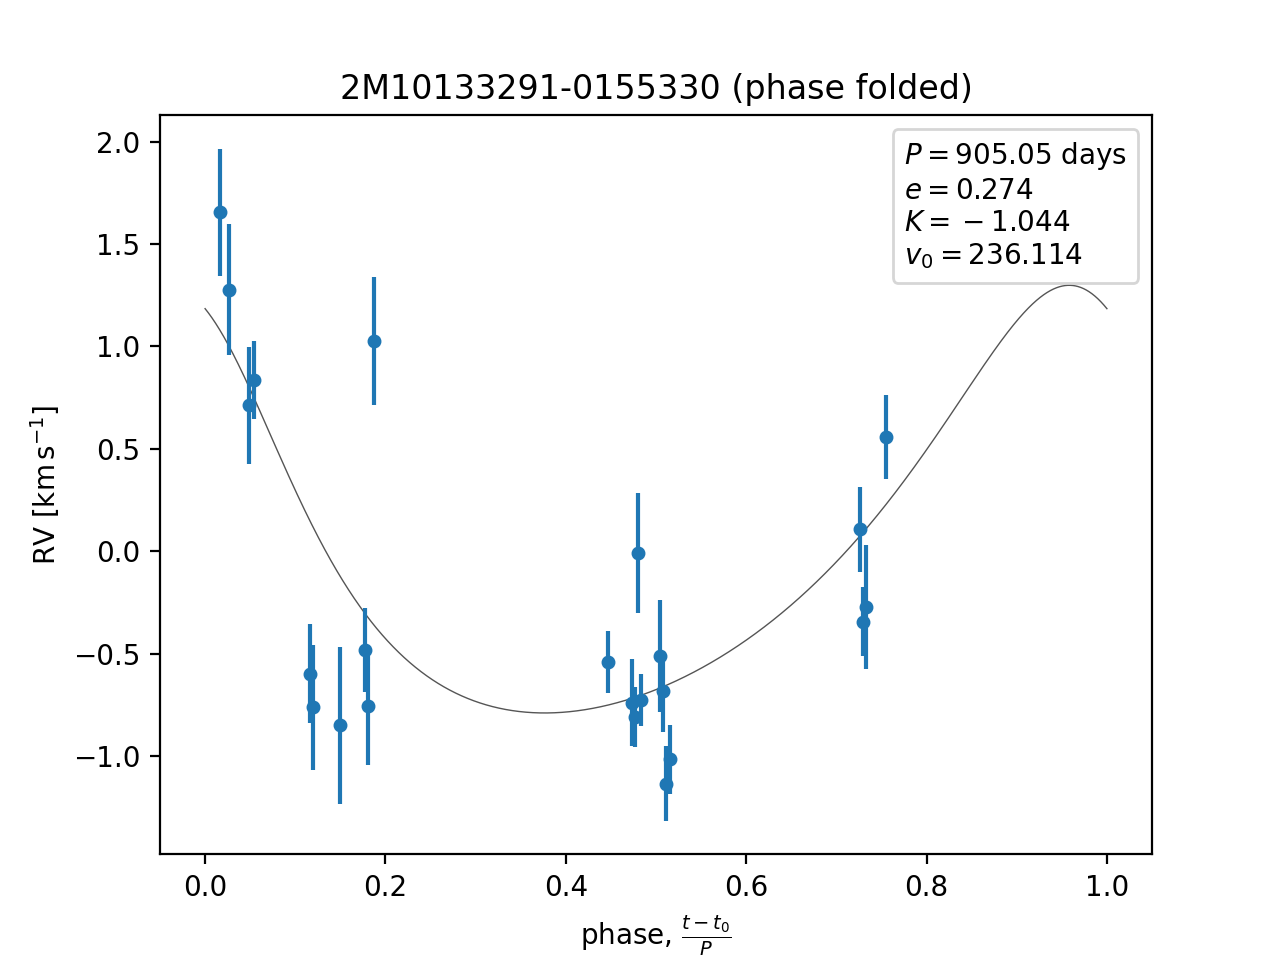 2M10133291-0155330 (phase folded)
P = 905.05 days
e = 0.274
K = −1.044
v₀ = 236.114
2.0
1.5
1.0
0.5
0.0
−0.5
−1.0
RV [km s⁻¹]
0.0 0.2 0.4 0.6 0.8 1.0
phase, (t − t₀)/P